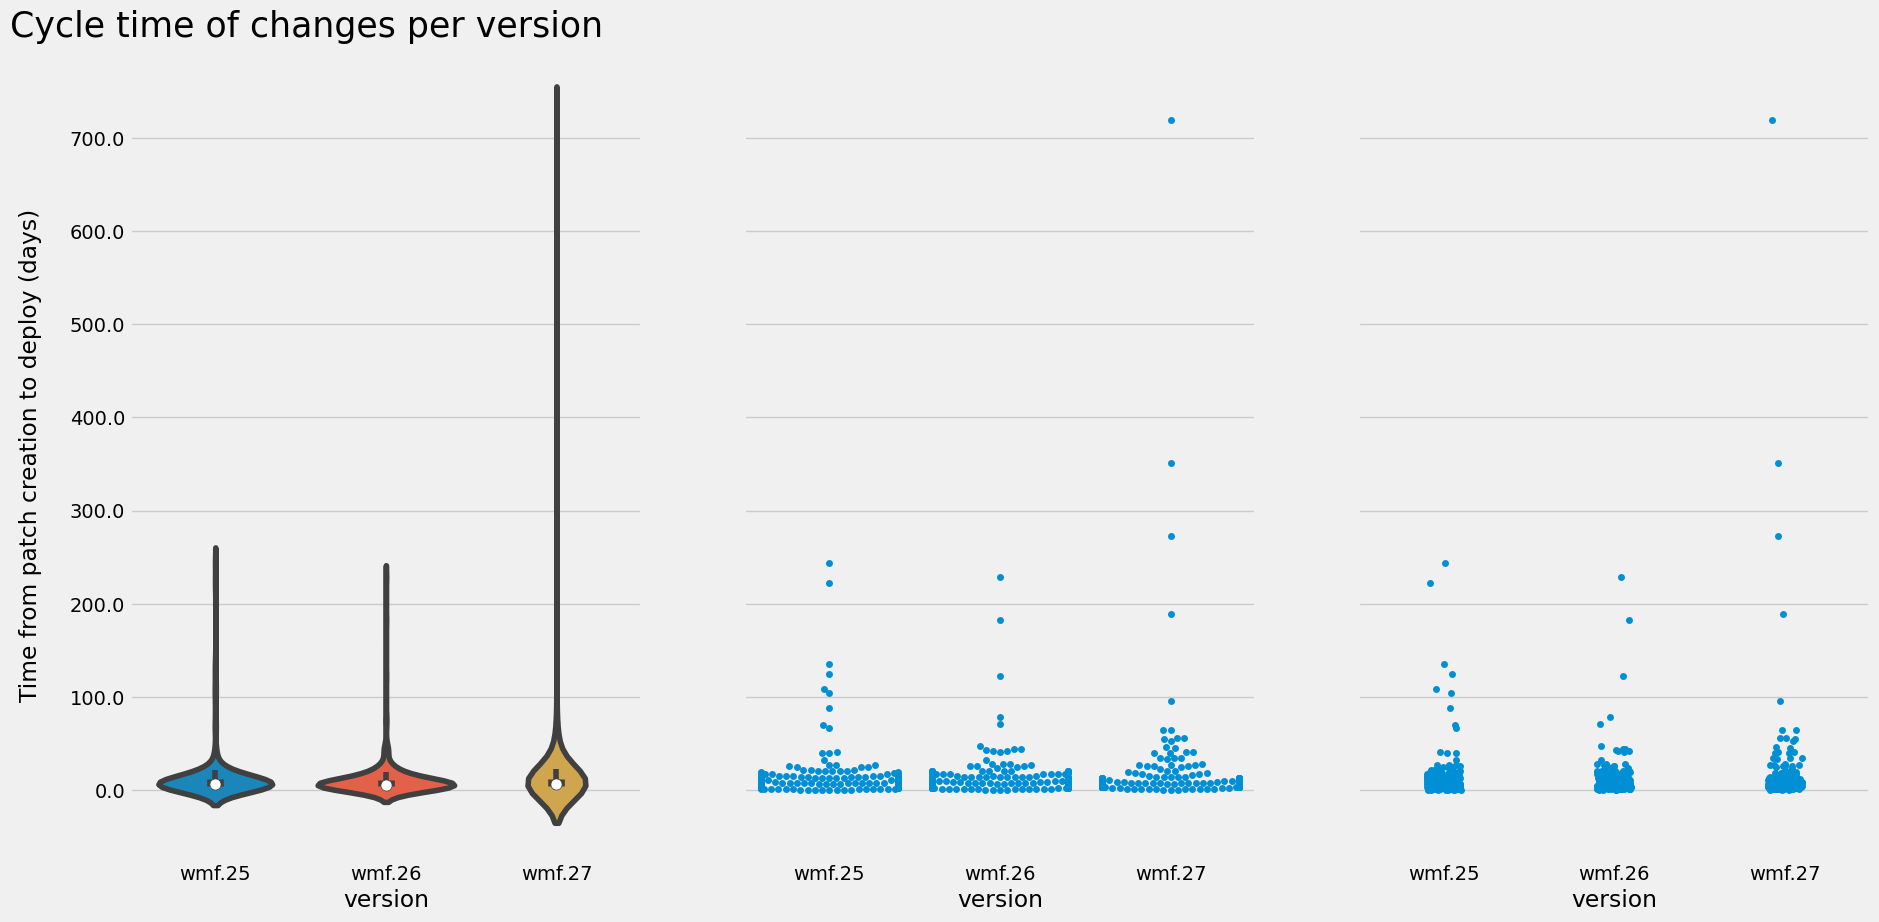 Cycle time of changes per version
Time from patch creation to deploy (days)
700.0
600.0
500.0
400.0
300.0
200.0
100.0
0.0
wmf.25 wmf.26 wmf.27
version
wmf.25 wmf.26 wmf.27
version
wmf.25 wmf.26 wmf.27
version